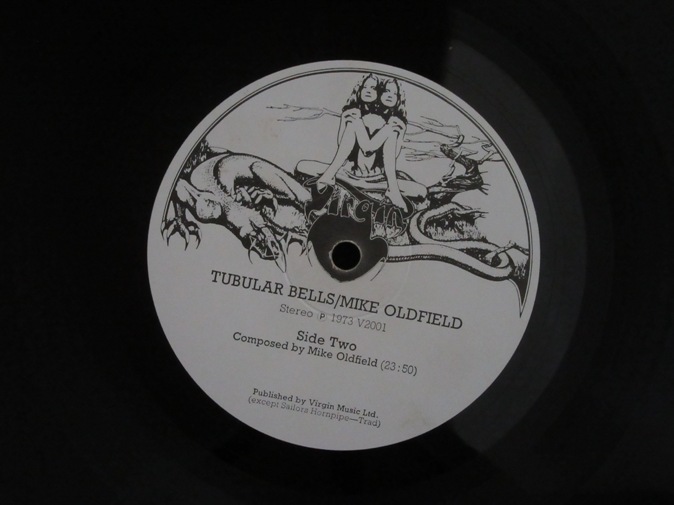 Virgin
TUBULAR BELLS/MIKE OLDFIELD
Stereo P 1973 V2001
Side Two
Composed by Mike Oldfield (23:50)
Published by Virgin Music Ltd.
(except Sailors Hornpipe—Trad)